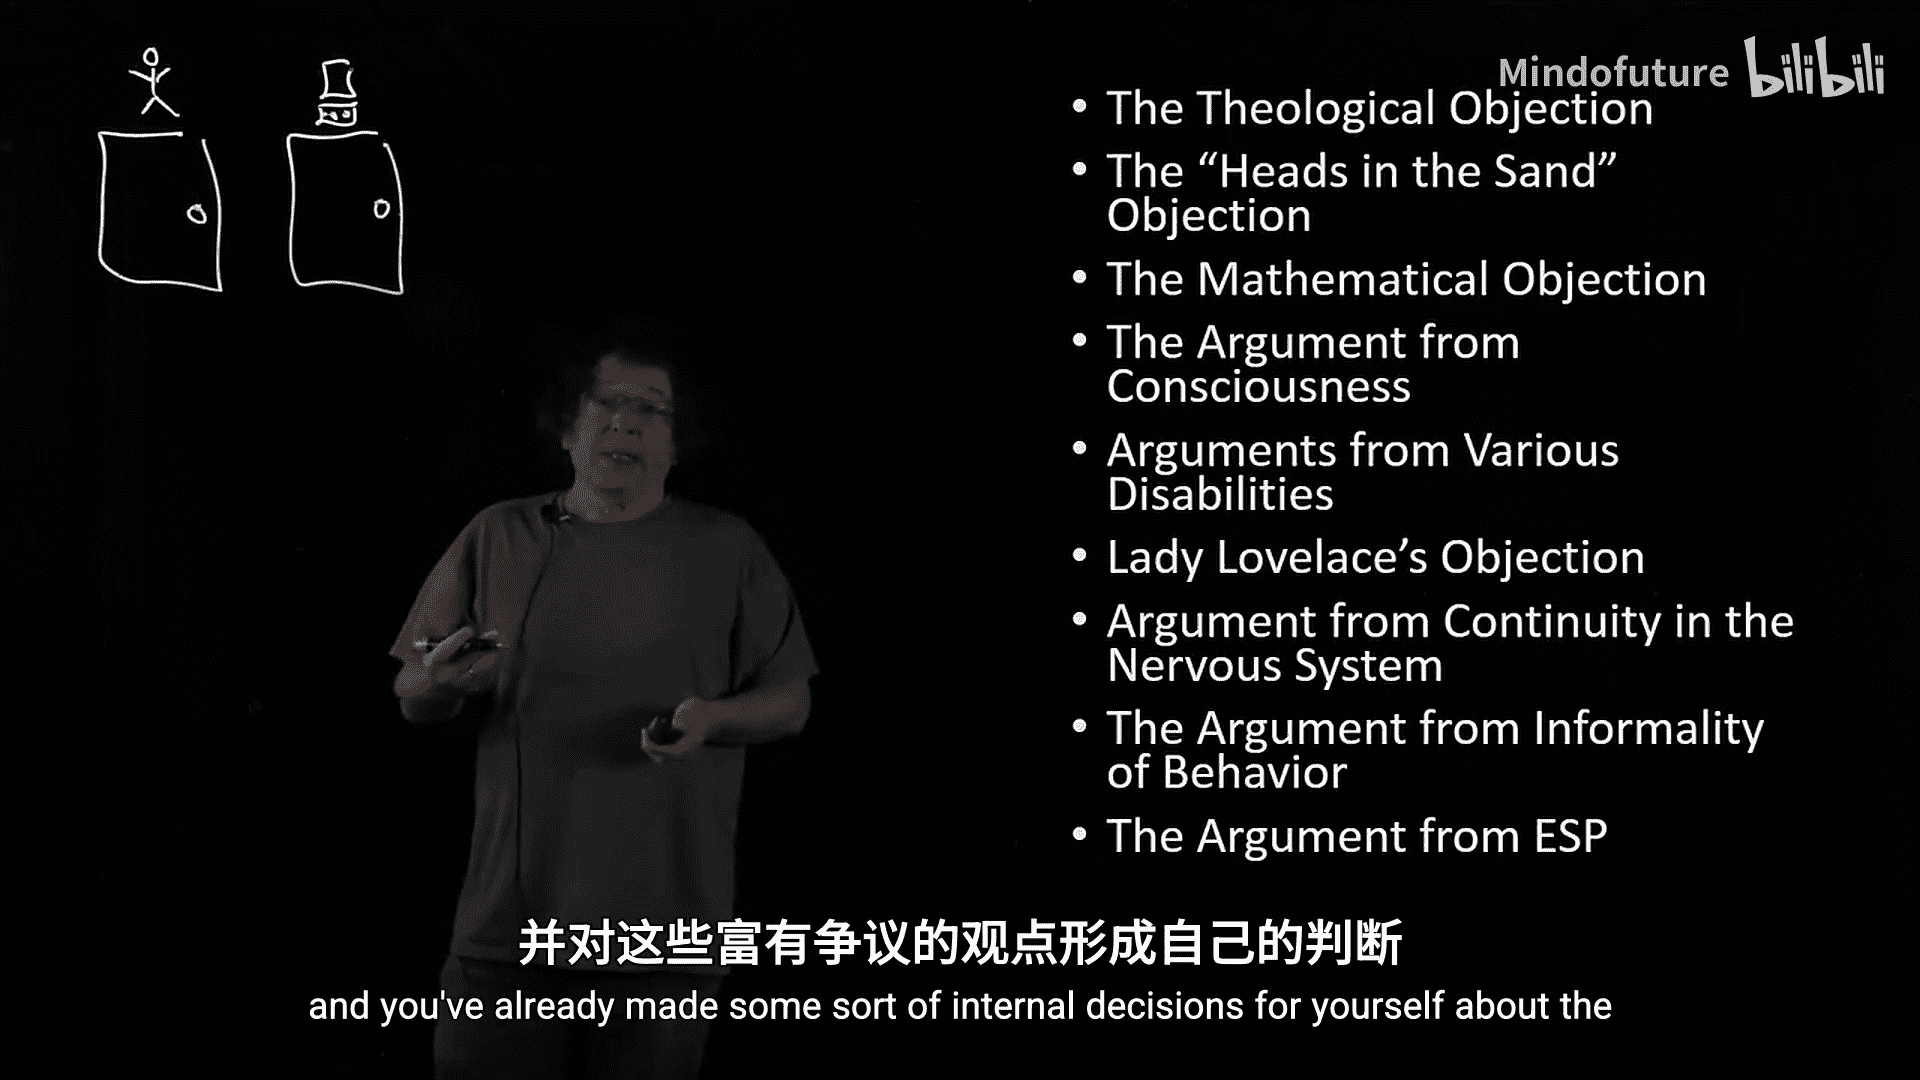 Mindofuture bilibili
• The Theological Objection
• The “Heads in the Sand”
Objection
• The Mathematical Objection
• The Argument from
Consciousness
• Arguments from Various
Disabilities
• Lady Lovelace’s Objection
• Argument from Continuity in the
Nervous System
• The Argument from Informality
of Behavior
• The Argument from ESP
并对这些富有争议的观点形成自己的判断
and you've already made some sort of internal decisions for yourself about the